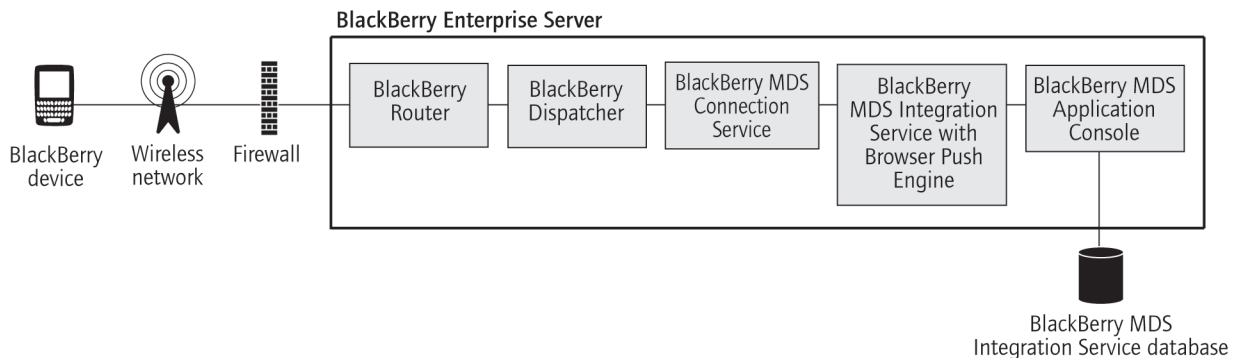 BlackBerry Enterprise Server
BlackBerry
device
Wireless
network
Firewall
BlackBerry
Router
BlackBerry
Dispatcher
BlackBerry MDS
Connection
Service
BlackBerry
MDS Integration
Service with
Browser Push
Engine
BlackBerry MDS
Application
Console
BlackBerry MDS
Integration Service database